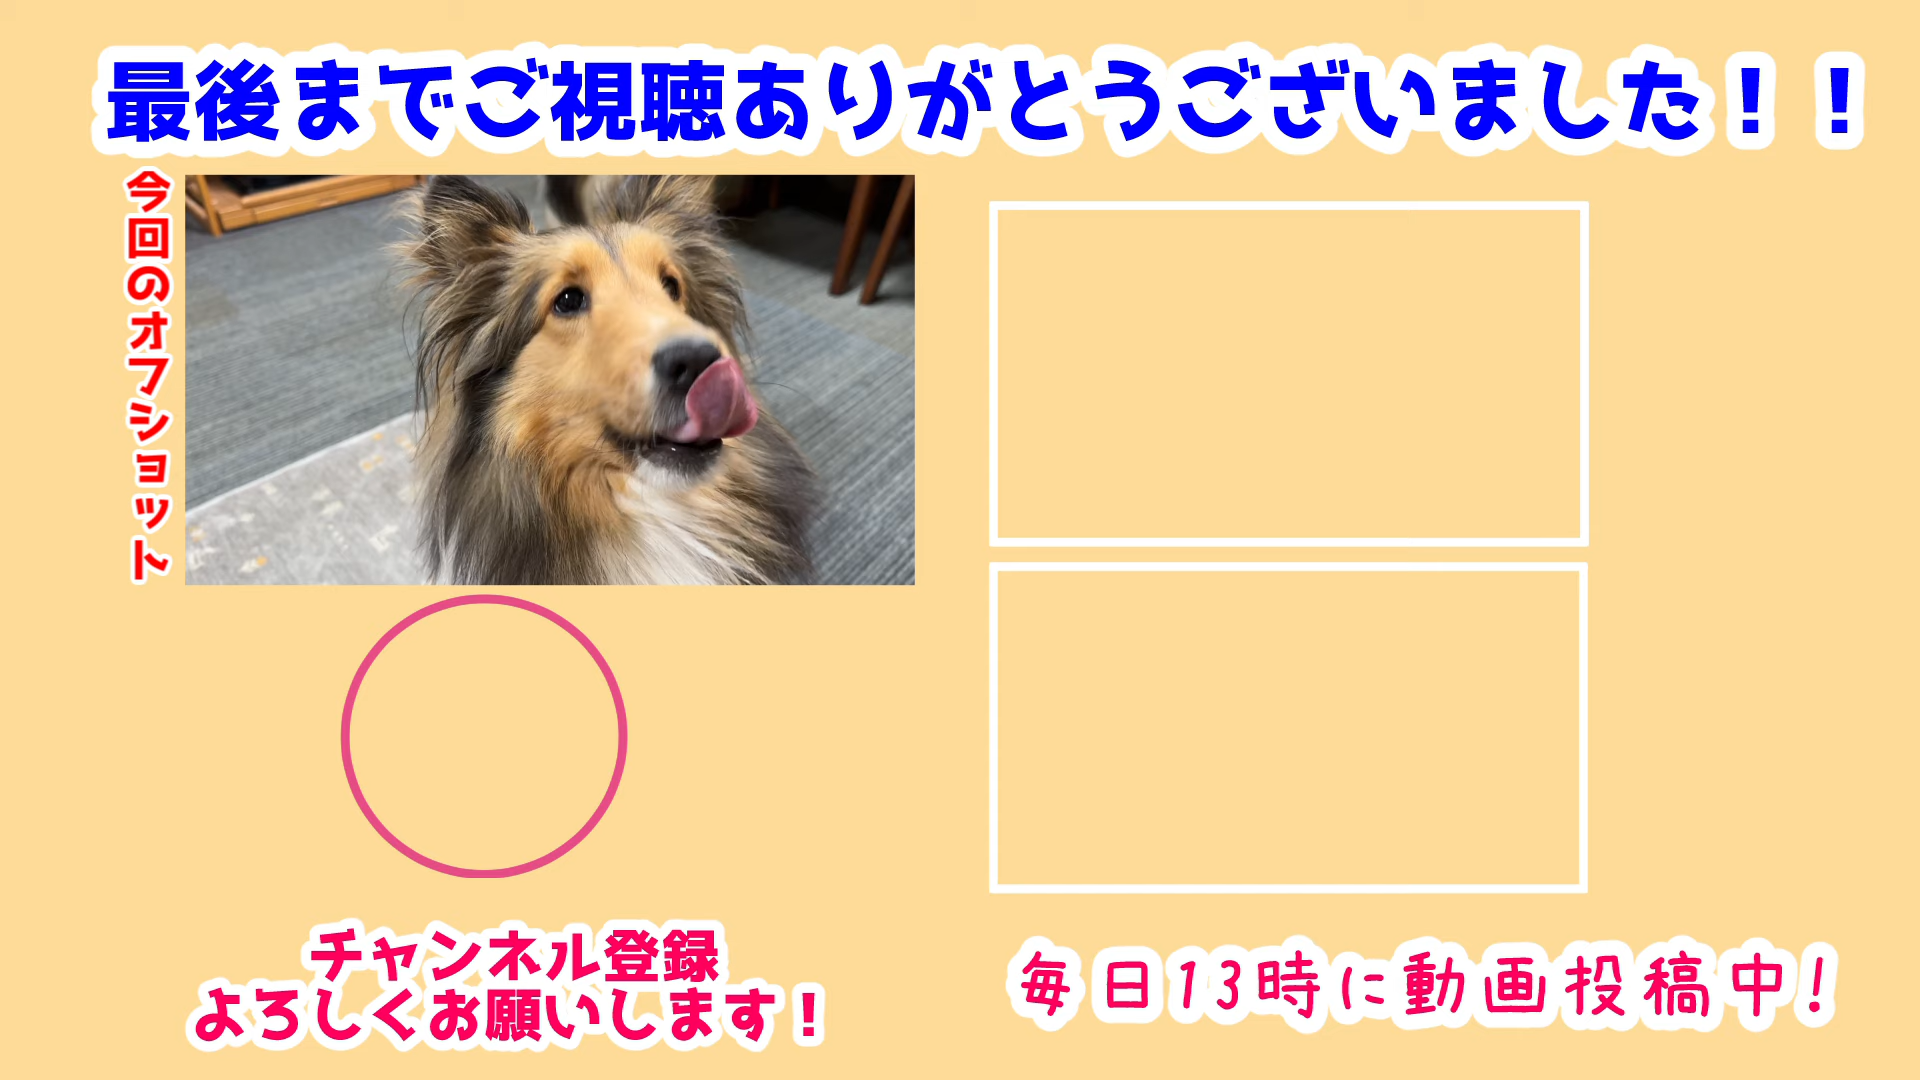 最後までご視聴ありがとうございました！！
今回のオフショット
チャンネル登録
よろしくお願いします！
毎日13時に動画投稿中！